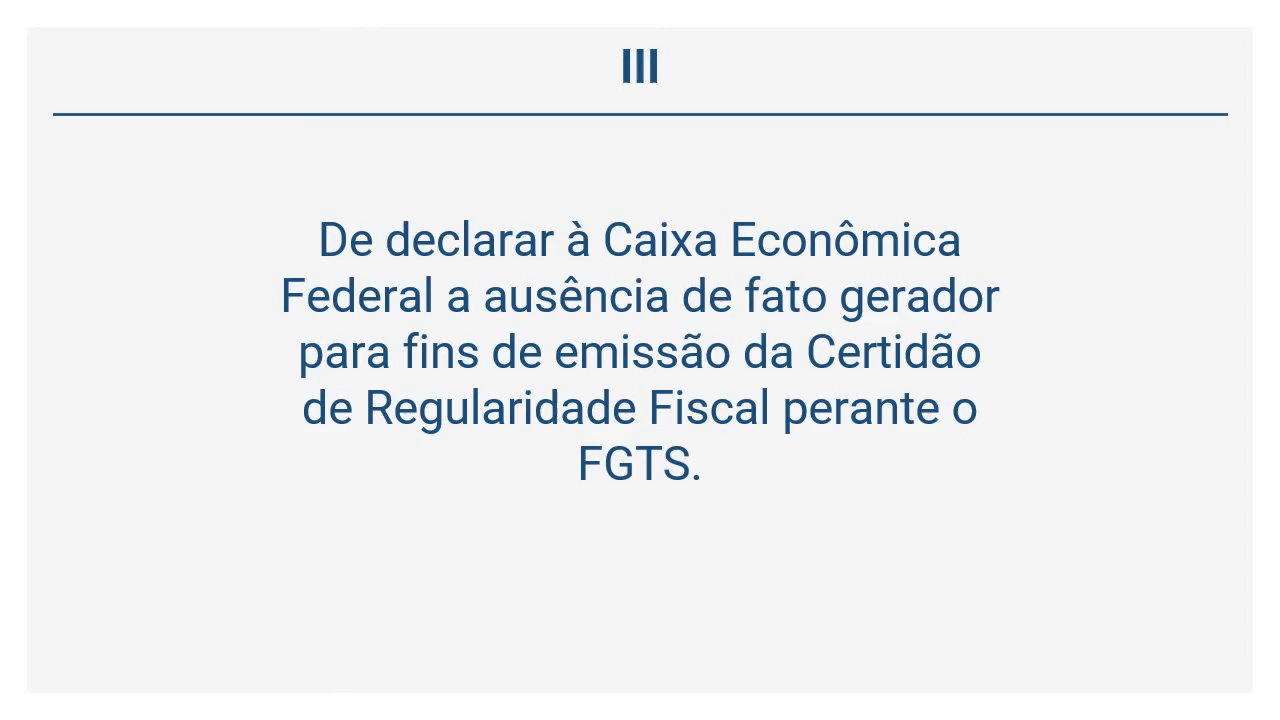 III
De declarar à Caixa Econômica
Federal a ausência de fato gerador
para fins de emissão da Certidão
de Regularidade Fiscal perante o
FGTS.